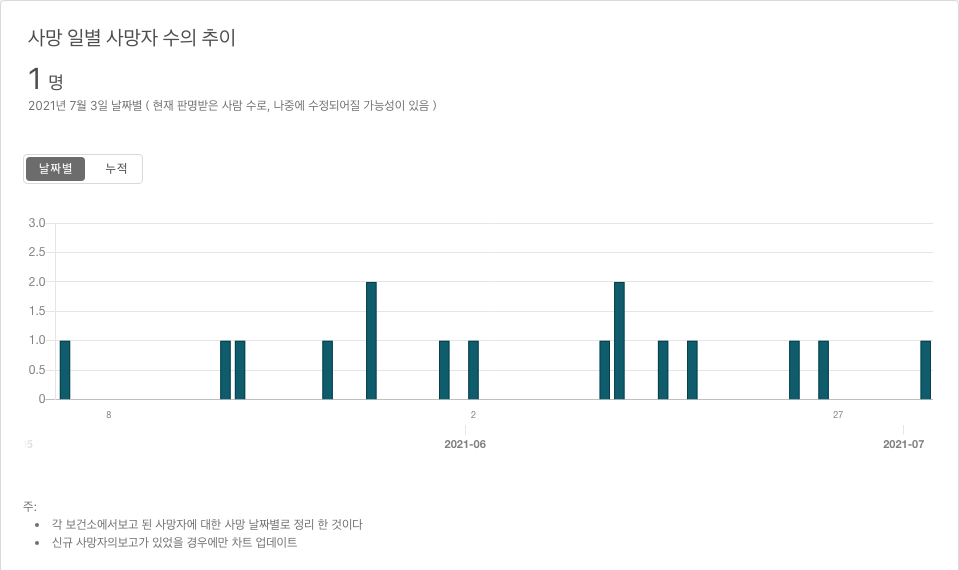 사망 일별 사망자 수의 추이
1 명
2021년 7월 3일 날짜별 ( 현재 판명받은 사람 수로, 나중에 수정되어질 가능성이 있음 )
날짜별 누적
3.0
2.5
2.0
1.5
1.0
0.5
0
8 2 27
5 2021-06 2021-07
주:
• 각 보건소에서보고 된 사망자에 대한 사망 날짜별로 정리 한 것이다
• 신규 사망자의보고가 있었을 경우에만 차트 업데이트